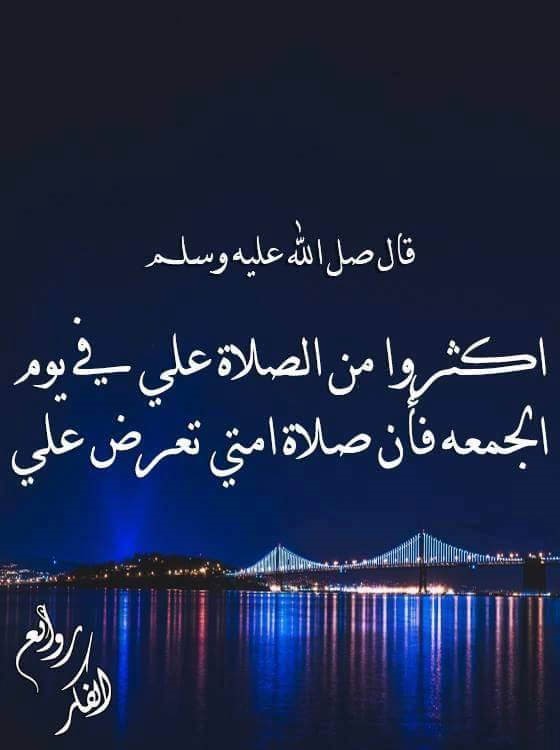 قال صل الله عليه وسلم
اكثروا من الصلاة علي في يوم
الجمعه فأن صلاة امتي تعرض علي
روائع
الفكر